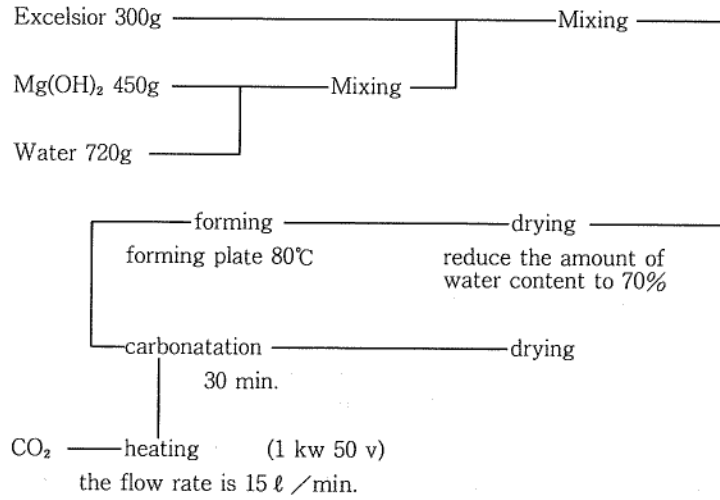 Excelsior 300g
Mixing
Mg(OH)₂ 450g
Mixing
Water 720g
forming
drying
forming plate 80℃
reduce the amount of
water content to 70%
carbonatation
drying
30 min.
CO₂
heating
(1 kw 50 v)
the flow rate is 15 ℓ ／min.